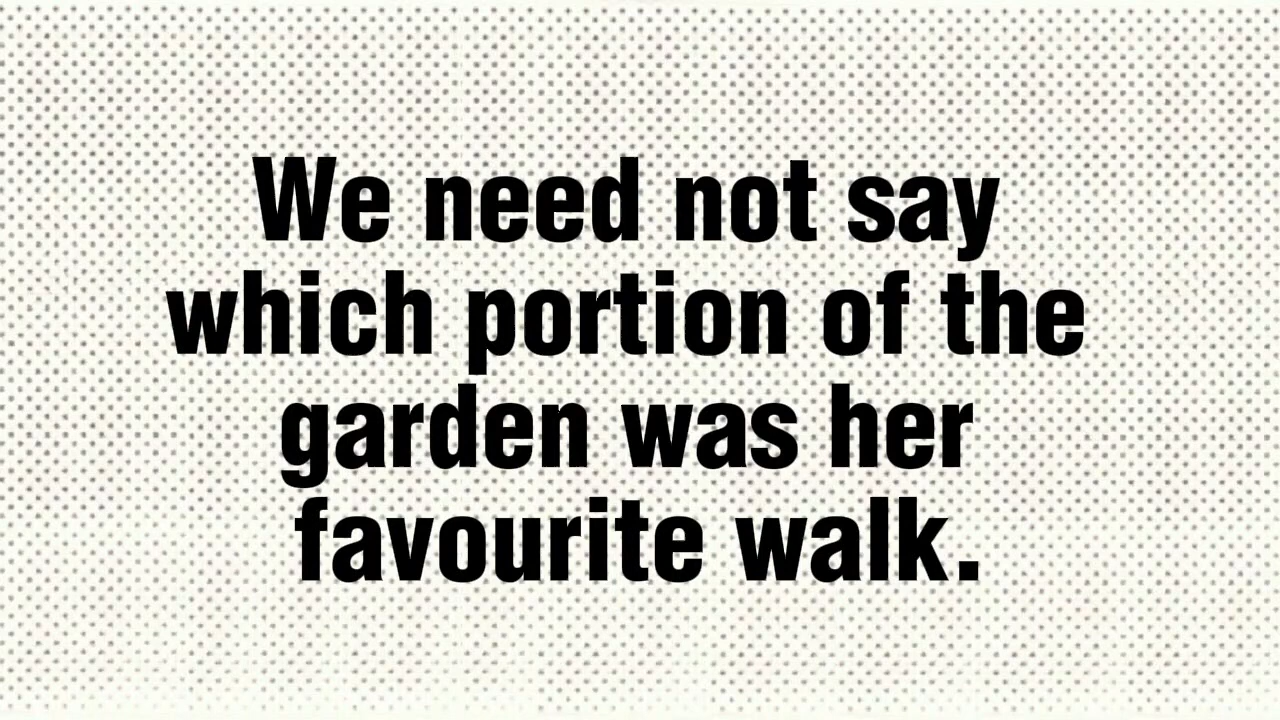 We need not say
which portion of the
garden was her
favourite walk.